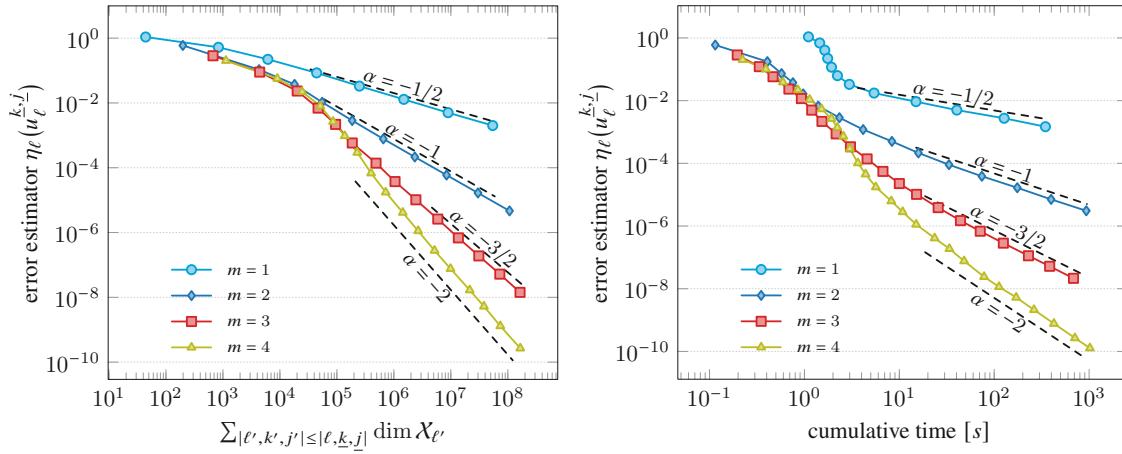 error estimator η_ℓ(u_ℓ^{k̲,j̲})
10^0
10^−2
10^−4
10^−6
10^−8
10^−10
α = −1/2
α = −1
α = −3/2
α = −2
m = 1
m = 2
m = 3
m = 4
10^1 10^2 10^3 10^4 10^5 10^6 10^7 10^8
∑_{|ℓ′,k′,j′|≤|ℓ,k̲,j̲|} dim 𝒳_{ℓ′}
error estimator η_ℓ(u_ℓ^{k̲,j̲})
10^0
10^−2
10^−4
10^−6
10^−8
10^−10
α = −1/2
α = −1
α = −3/2
α = −2
m = 1
m = 2
m = 3
m = 4
10^−1 10^0 10^1 10^2 10^3
cumulative time [s]